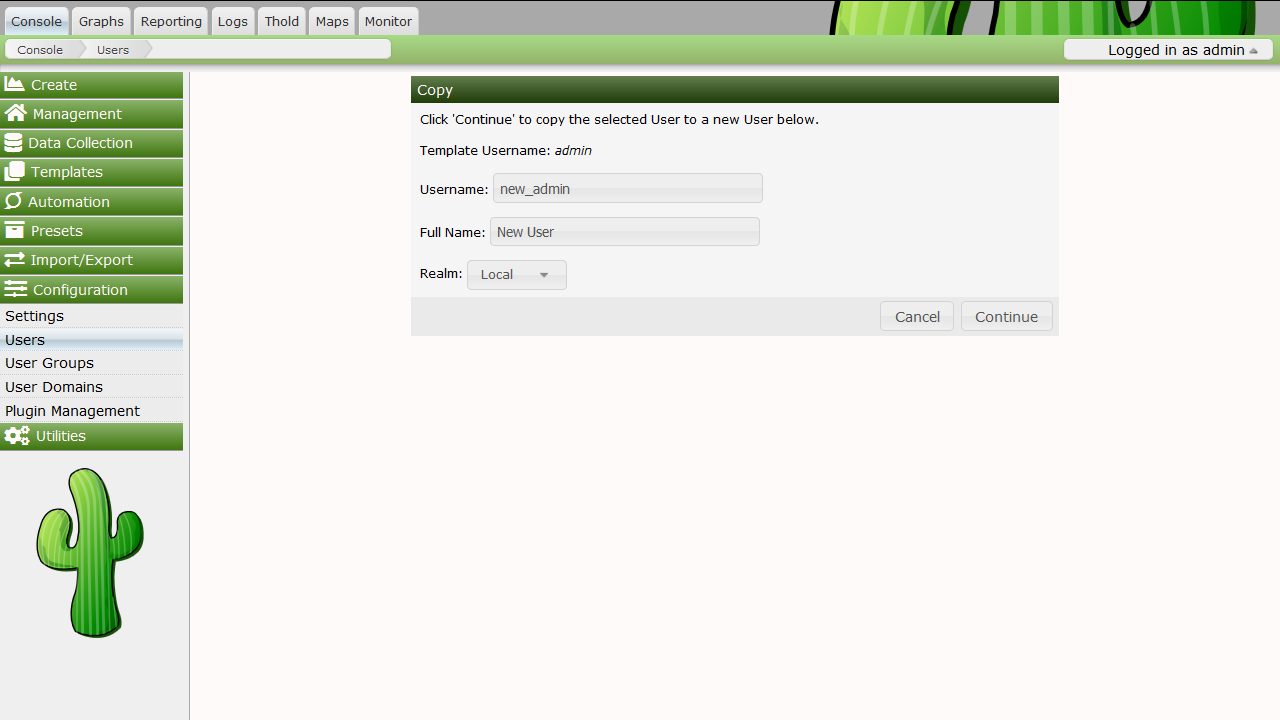 Console Graphs Reporting Logs Thold Maps Monitor
Console Users
Logged in as admin
Create
Management
Data Collection
Templates
Automation
Presets
Import/Export
Configuration
Settings
Users
User Groups
User Domains
Plugin Management
Utilities
Copy
Click 'Continue' to copy the selected User to a new User below.
Template Username: admin
Username: new_admin
Full Name: New User
Realm: Local
Cancel Continue